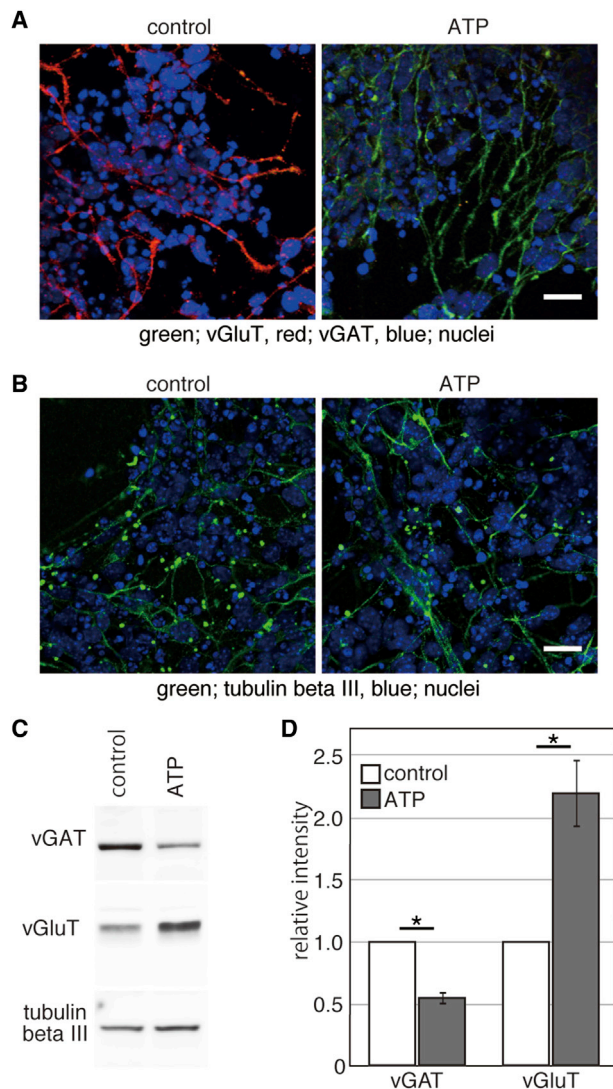 A
control ATP
green; vGluT, red; vGAT, blue; nuclei
B
control ATP
green; tubulin beta III, blue; nuclei
C
control ATP
vGAT
vGluT
tubulin
beta III
D
control
ATP
relative intensity
2.5
2.0
1.5
1.0
0.5
0
*
*
vGAT vGluT